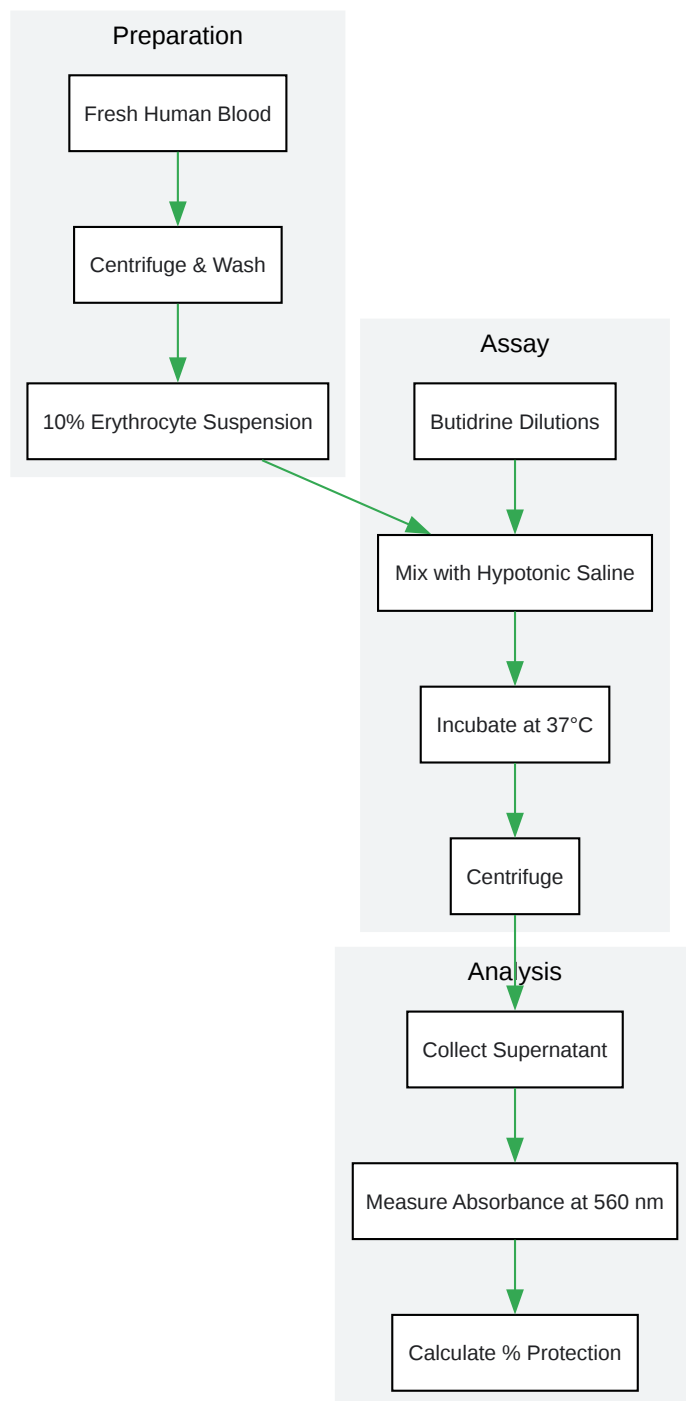 Preparation
Fresh Human Blood
Centrifuge & Wash
10% Erythrocyte Suspension
Assay
Butidrine Dilutions
Mix with Hypotonic Saline
Incubate at 37°C
Centrifuge
Analysis
Collect Supernatant
Measure Absorbance at 560 nm
Calculate % Protection